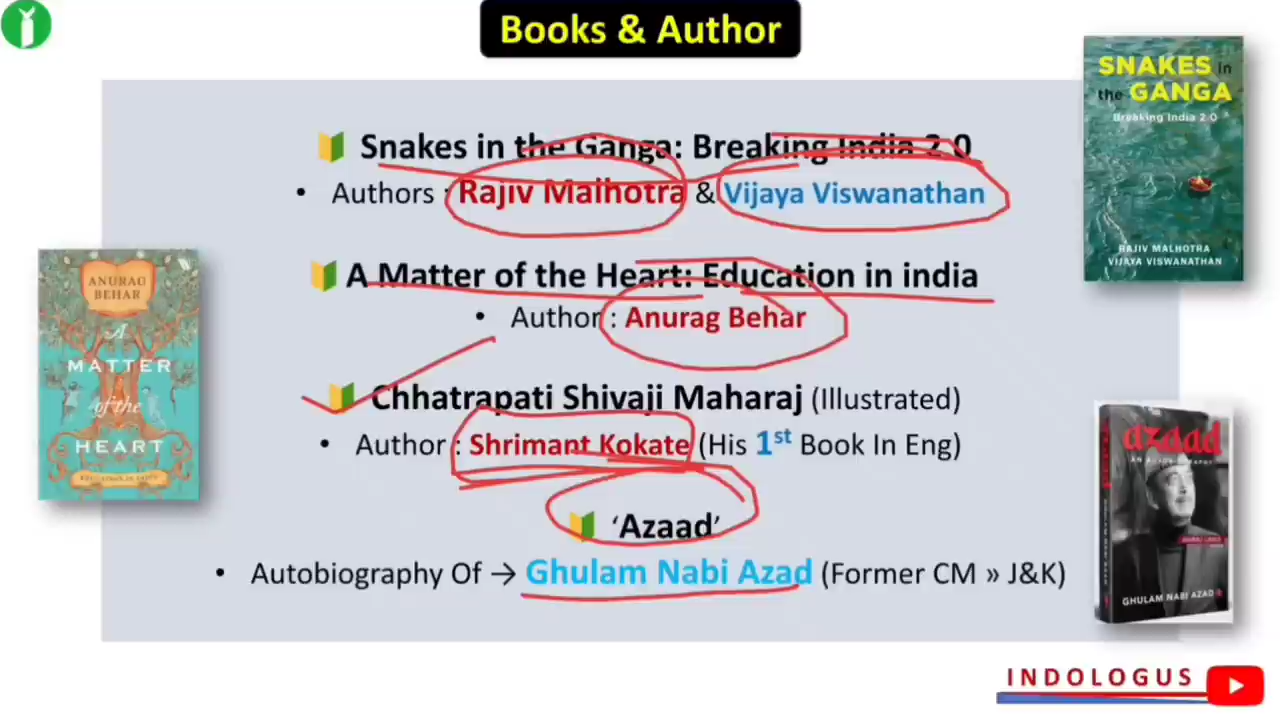 Books & Author
SNAKES in
the GANGA
Breaking India 2.0
RAJIV MALHOTRA
VIJAYA VISWANATHAN
Snakes in the Ganga: Breaking India 2.0
• Authors : Rajiv Malhotra & Vijaya Viswanathan
A Matter of the Heart: Education in india
• Author : Anurag Behar
ANURAG
BEHAR
A
MATTER
of the
HEART
EDUCATION IN INDIA
Chhatrapati Shivaji Maharaj (Illustrated)
• Author : Shrimant Kokate (His 1st Book In Eng)
'Azaad'
• Autobiography Of → Ghulam Nabi Azad (Former CM » J&K)
azaad
GHULAM NABI AZAD
INDOLOGUS